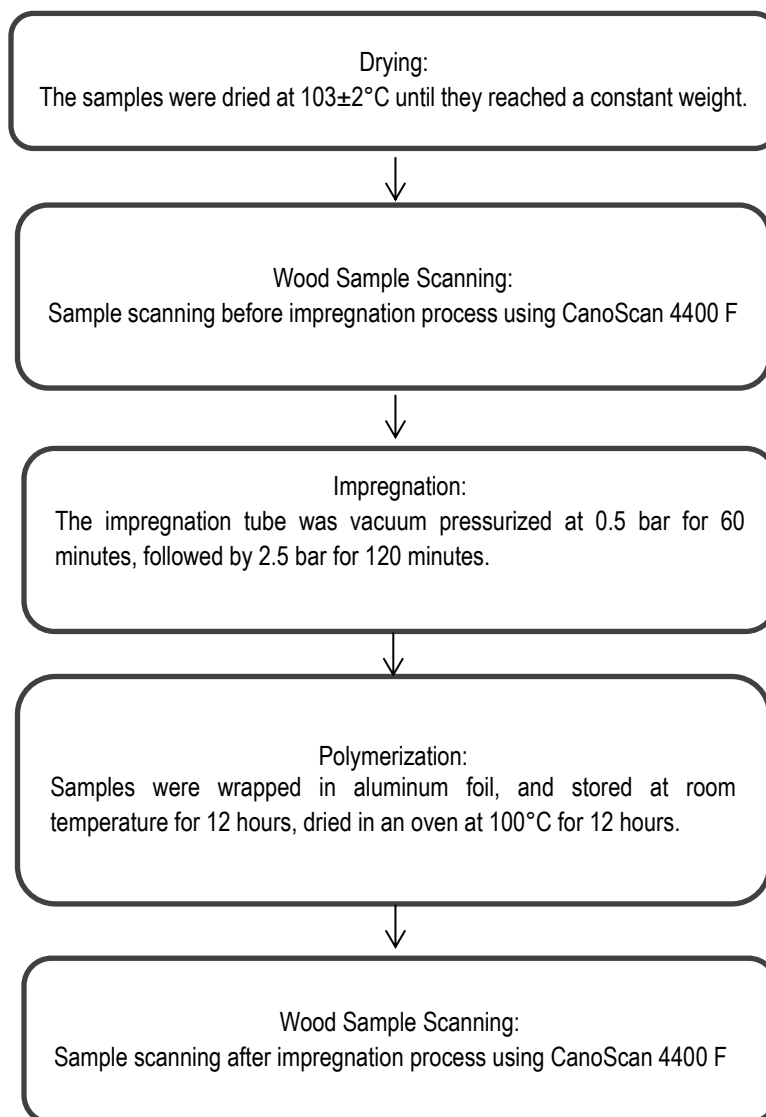 Drying:
The samples were dried at 103±2°C until they reached a constant weight.
Wood Sample Scanning:
Sample scanning before impregnation process using CanoScan 4400 F
Impregnation:
The impregnation tube was vacuum pressurized at 0.5 bar for 60
minutes, followed by 2.5 bar for 120 minutes.
Polymerization:
Samples were wrapped in aluminum foil, and stored at room
temperature for 12 hours, dried in an oven at 100°C for 12 hours.
Wood Sample Scanning:
Sample scanning after impregnation process using CanoScan 4400 F